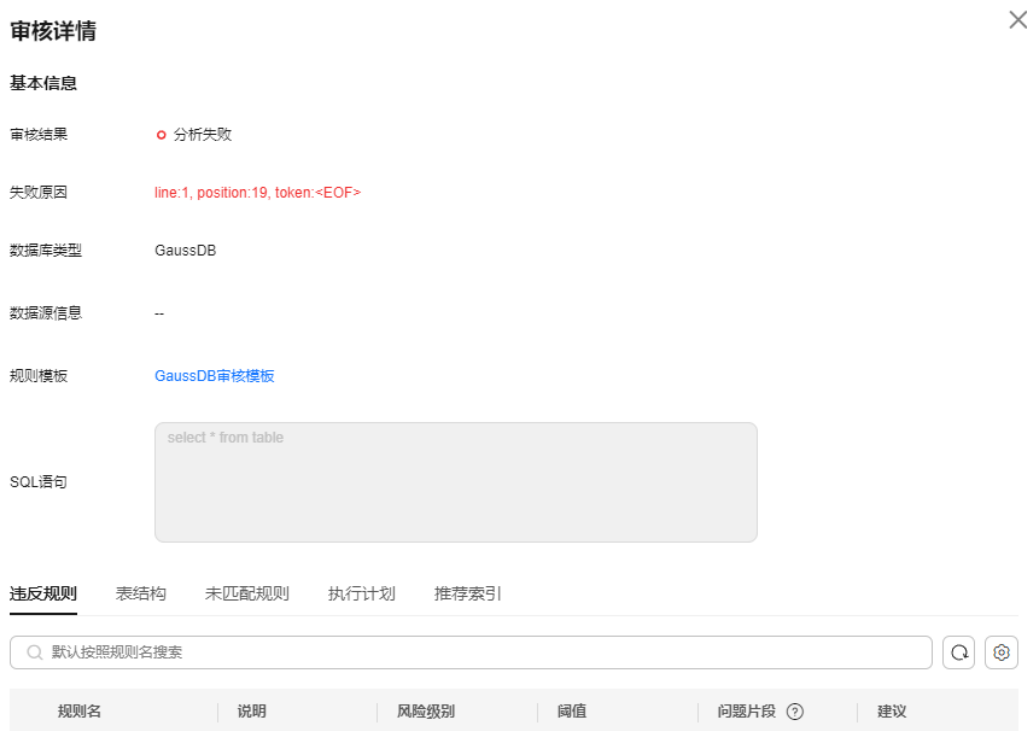 审核详情
基本信息
审核结果 分析失败
失败原因 line:1, position:19, token:<EOF>
数据库类型 GaussDB
数据源信息 --
规则模板 GaussDB审核模板
SQL语句 select * from table
违反规则 表结构 未匹配规则 执行计划 推荐索引
默认按照规则名搜索
规则名 说明 风险级别 阈值 问题片段 ? 建议